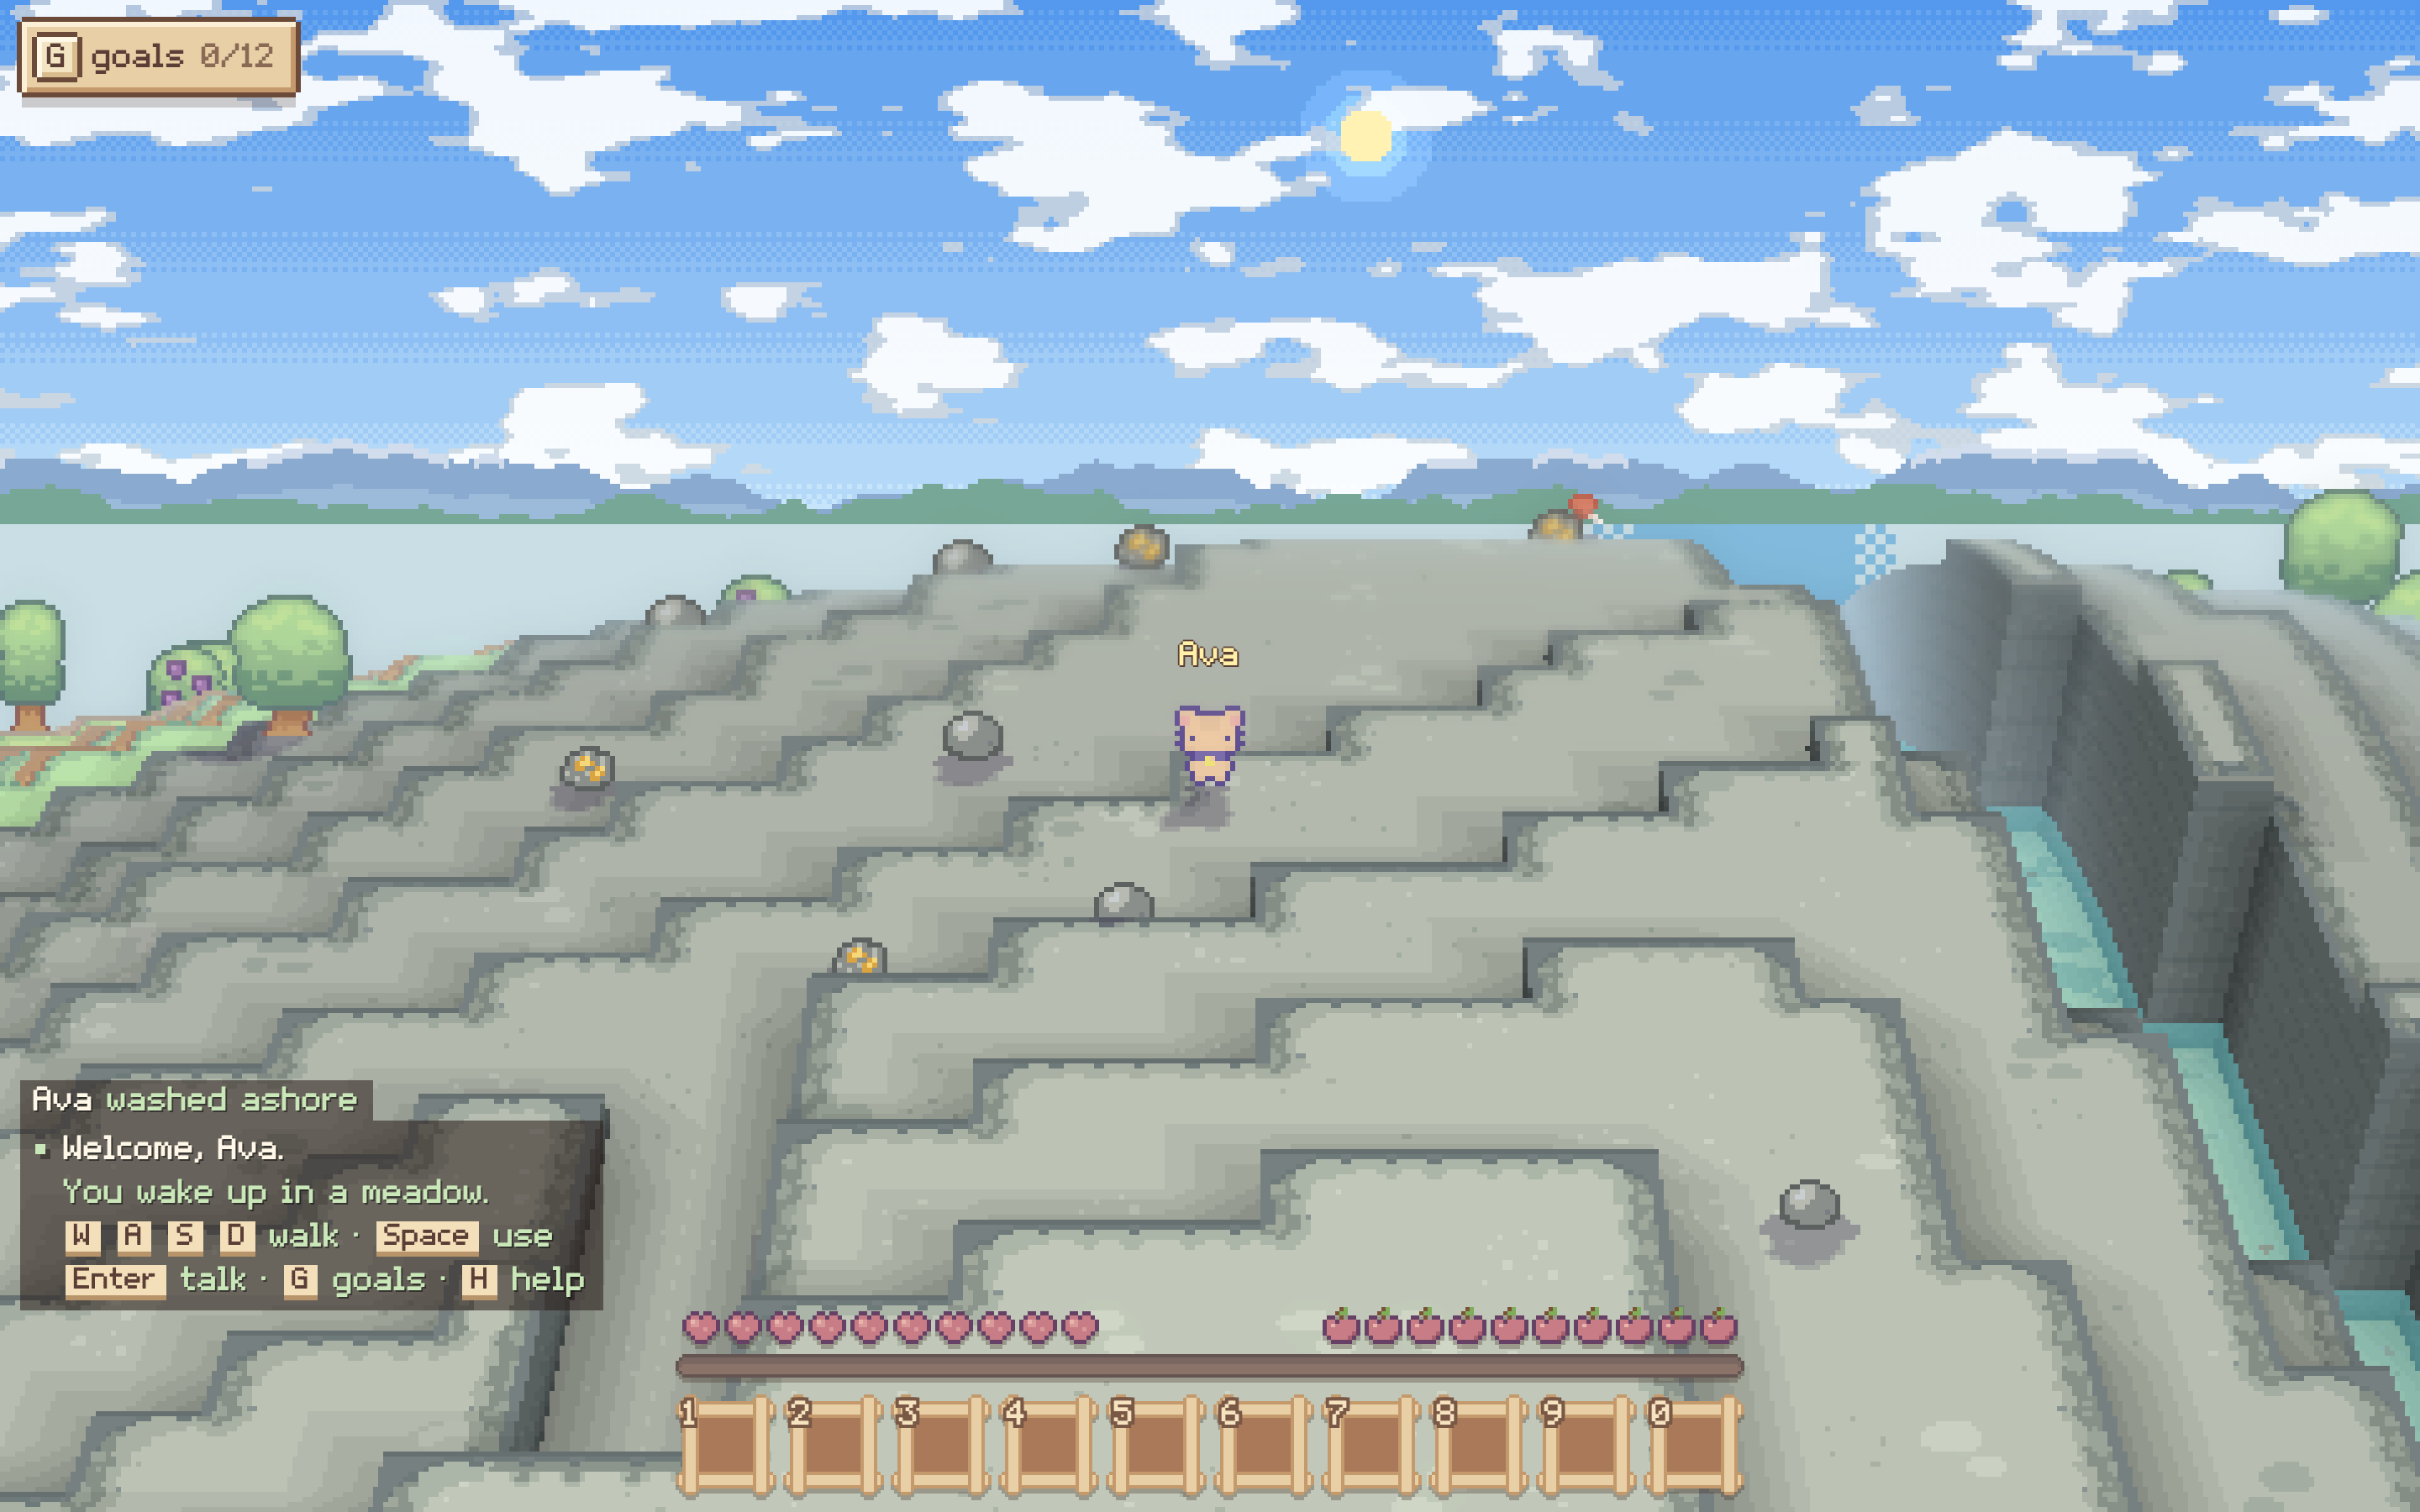 G goals 0/12
Ava
Ava washed ashore
Welcome, Ava.
You wake up in a meadow.
W A S D walk · Space use
Enter talk · G goals · H help
1 2 3 4 5 6 7 8 9 0